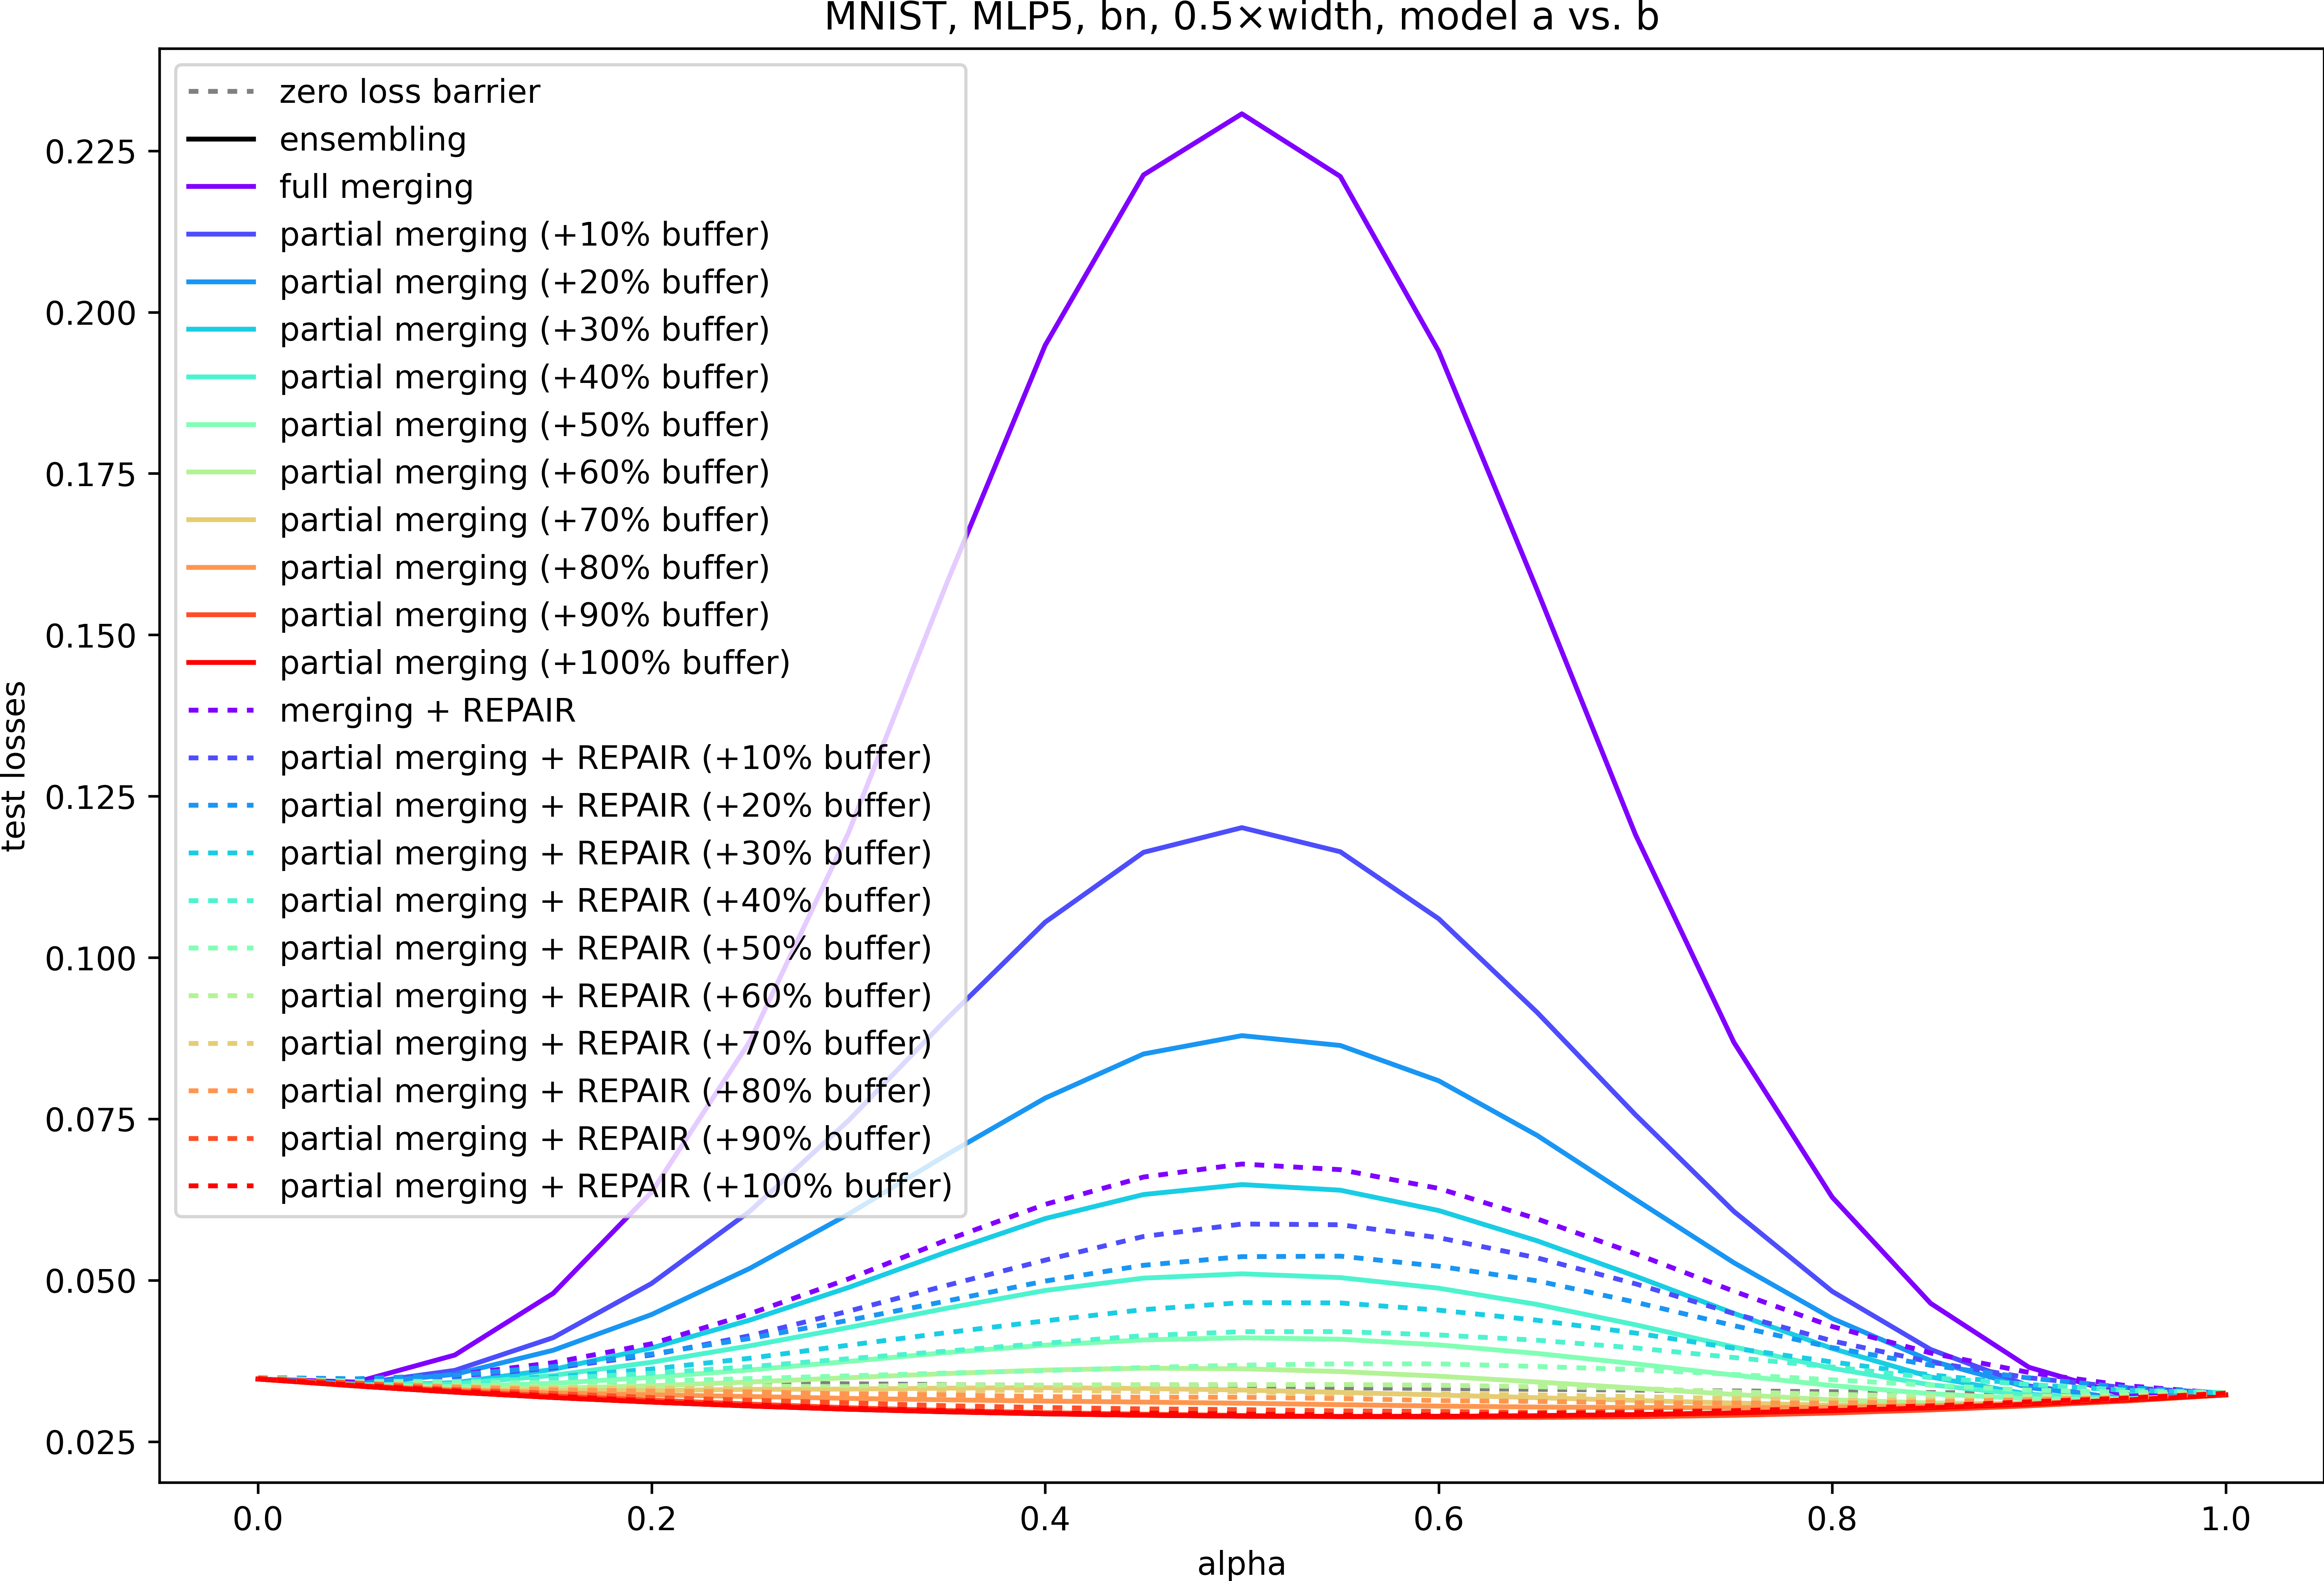 MNIST, MLP5, bn, 0.5×width, model a vs. b
zero loss barrier
ensembling
full merging
partial merging (+10% buffer)
partial merging (+20% buffer)
partial merging (+30% buffer)
partial merging (+40% buffer)
partial merging (+50% buffer)
partial merging (+60% buffer)
partial merging (+70% buffer)
partial merging (+80% buffer)
partial merging (+90% buffer)
partial merging (+100% buffer)
merging + REPAIR
partial merging + REPAIR (+10% buffer)
partial merging + REPAIR (+20% buffer)
partial merging + REPAIR (+30% buffer)
partial merging + REPAIR (+40% buffer)
partial merging + REPAIR (+50% buffer)
partial merging + REPAIR (+60% buffer)
partial merging + REPAIR (+70% buffer)
partial merging + REPAIR (+80% buffer)
partial merging + REPAIR (+90% buffer)
partial merging + REPAIR (+100% buffer)
test losses
0.225
0.200
0.175
0.150
0.125
0.100
0.075
0.050
0.025
0.0 0.2 0.4 0.6 0.8 1.0
alpha